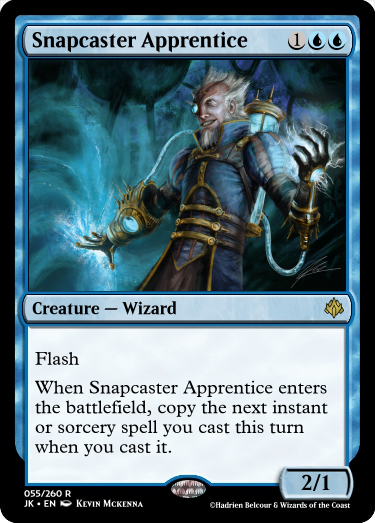 Snapcaster Apprentice 1
Creature — Wizard
Flash
When Snapcaster Apprentice enters
the battlefield, copy the next instant
or sorcery spell you cast this turn
when you cast it.
2/1
055/260 R
JK • EN Kevin Mckenna
©Hadrien Belcour & Wizards of the Coast